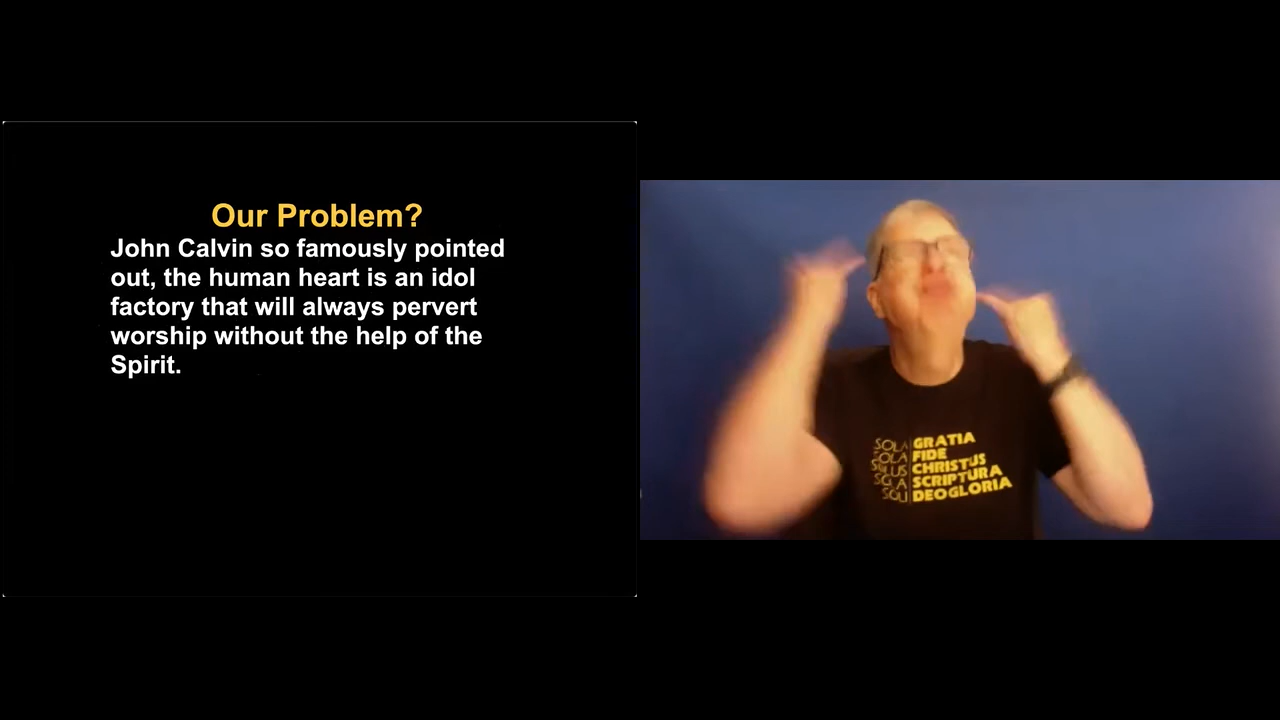 Our Problem?
John Calvin so famously pointed
out, the human heart is an idol
factory that will always pervert
worship without the help of the
Spirit.
SOLA GRATIA
SOLA FIDE
SOLUS CHRISTUS
SOLA SCRIPTURA
SOLI DEOGLORIA